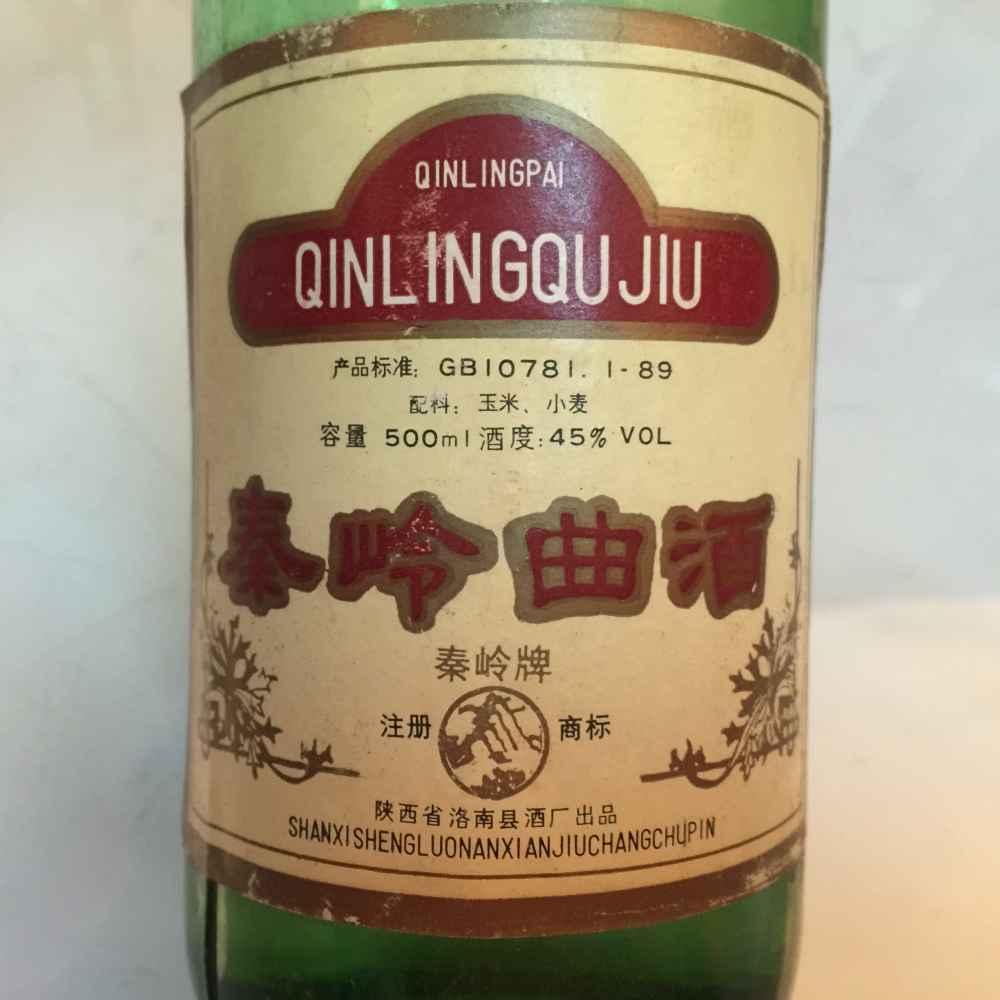 QINLINGPAI
QINLINGQUJIU
产品标准: GB10781.1-89
配料: 玉米、小麦
容量 500ml 酒度:45% VOL
秦岭曲酒
秦岭牌
注册 商标
陕西省洛南县酒厂出品
SHANXISHENGLUONANXIANJIUCHANGCHUPIN